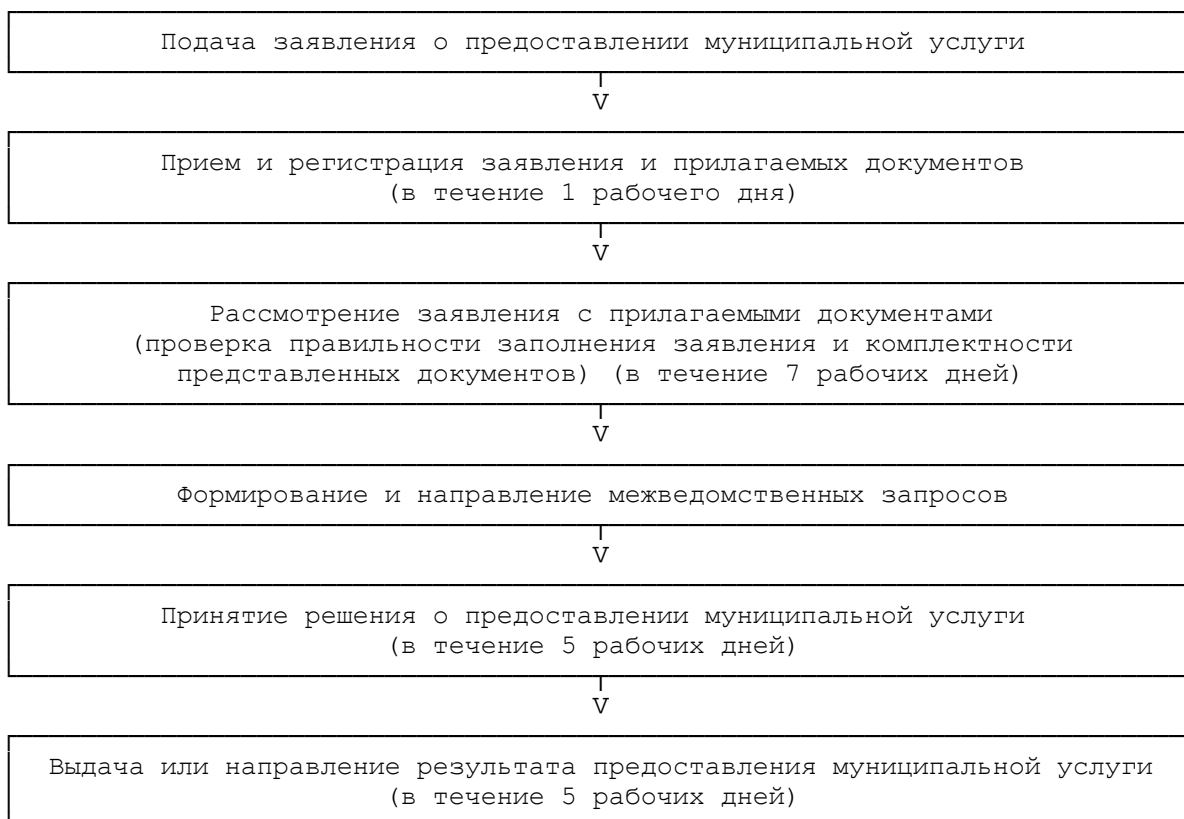 Подача заявления о предоставлении муниципальной услуги
V
Прием и регистрация заявления и прилагаемых документов
(в течение 1 рабочего дня)
V
Рассмотрение заявления с прилагаемыми документами
(проверка правильности заполнения заявления и комплектности
представленных документов) (в течение 7 рабочих дней)
V
Формирование и направление межведомственных запросов
V
Принятие решения о предоставлении муниципальной услуги
(в течение 5 рабочих дней)
V
Выдача или направление результата предоставления муниципальной услуги
(в течение 5 рабочих дней)